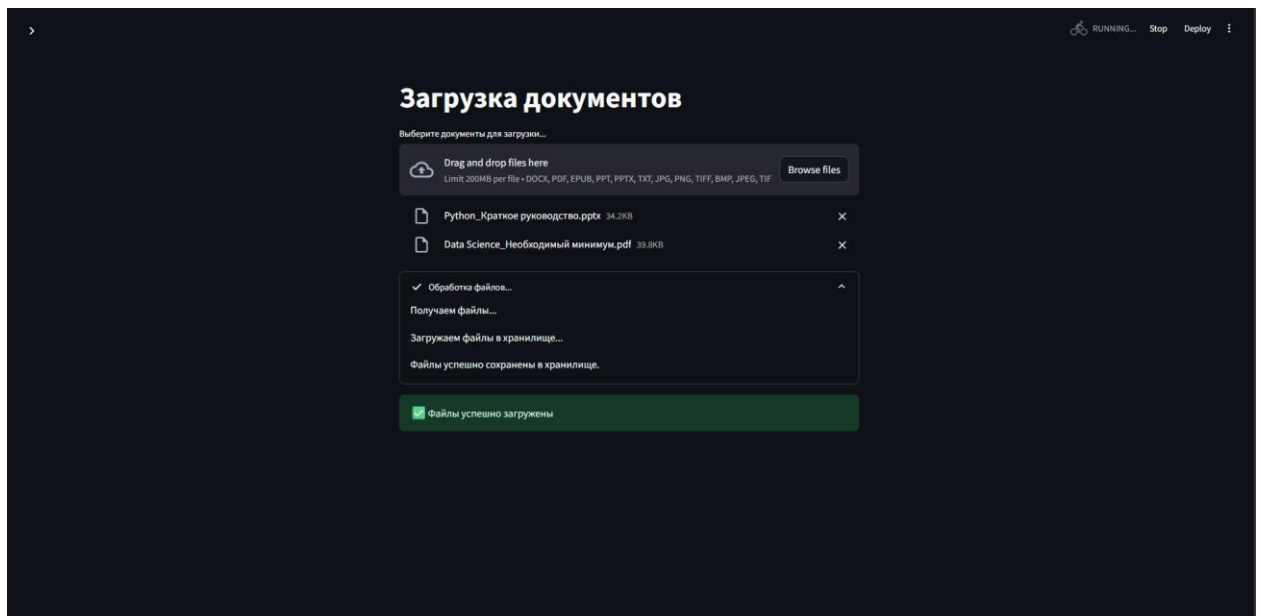 RUNNING... Stop Deploy
Загрузка документов
Выберите документы для загрузки...
Drag and drop files here
Limit 200MB per file • DOCX, PDF, EPUB, PPT, PPTX, TXT, JPG, PNG, TIFF, BMP, JPEG, TIF
Browse files
Python_Краткое руководство.pptx 34.2KB
Data Science_Необходимый минимум.pdf 39.8KB
Обработка файлов...
Получаем файлы...
Загружаем файлы в хранилище...
Файлы успешно сохранены в хранилище.
Файлы успешно загружены